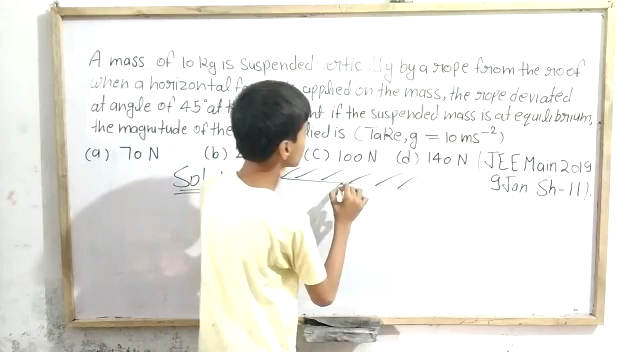 A mass of 10 kg is suspended by a rope from the roof
when a horizontal applied on the mass, the rope deviated
at angle of 45° at if the suspended mass is at equilibrium,
the magnitude of the is (Take, g = 10 ms⁻²)
(a) 70 N (b) (c) 100 N (d) 140 N (JEE Main 2019
Sol 9 Jan Sh-II).